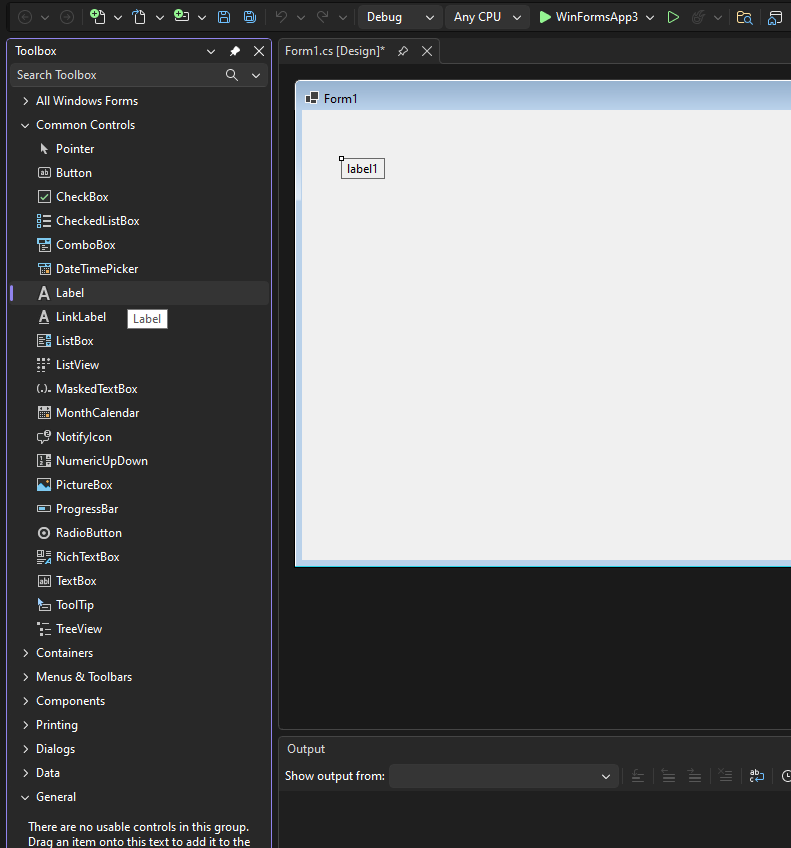 Debug
Any CPU
WinFormsApp3
Toolbox
Form1.cs [Design]*
Search Toolbox
All Windows Forms
Form1
Common Controls
Pointer
label1
Button
CheckBox
CheckedListBox
ComboBox
DateTimePicker
Label
LinkLabel
Label
ListBox
ListView
MaskedTextBox
MonthCalendar
NotifyIcon
NumericUpDown
PictureBox
ProgressBar
RadioButton
RichTextBox
TextBox
ToolTip
TreeView
Containers
Menus & Toolbars
Components
Printing
Dialogs
Data
General
There are no usable controls in this group.
Drag an item onto this text to add it to the
Output
Show output from: